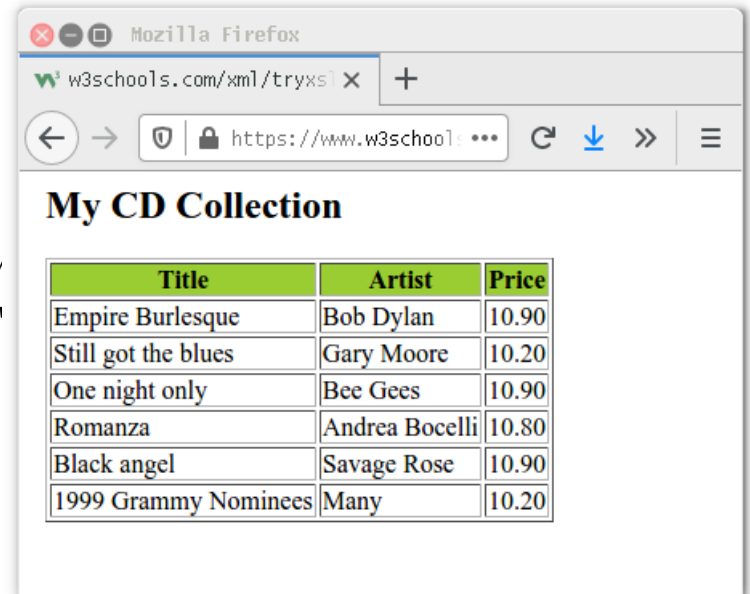 Mozilla Firefox
w3schools.com/xml/tryxs
https://www.w3school
My CD Collection
Title Artist Price
Empire Burlesque Bob Dylan 10.90
Still got the blues Gary Moore 10.20
One night only Bee Gees 10.90
Romanza Andrea Bocelli 10.80
Black angel Savage Rose 10.90
1999 Grammy Nominees Many 10.20